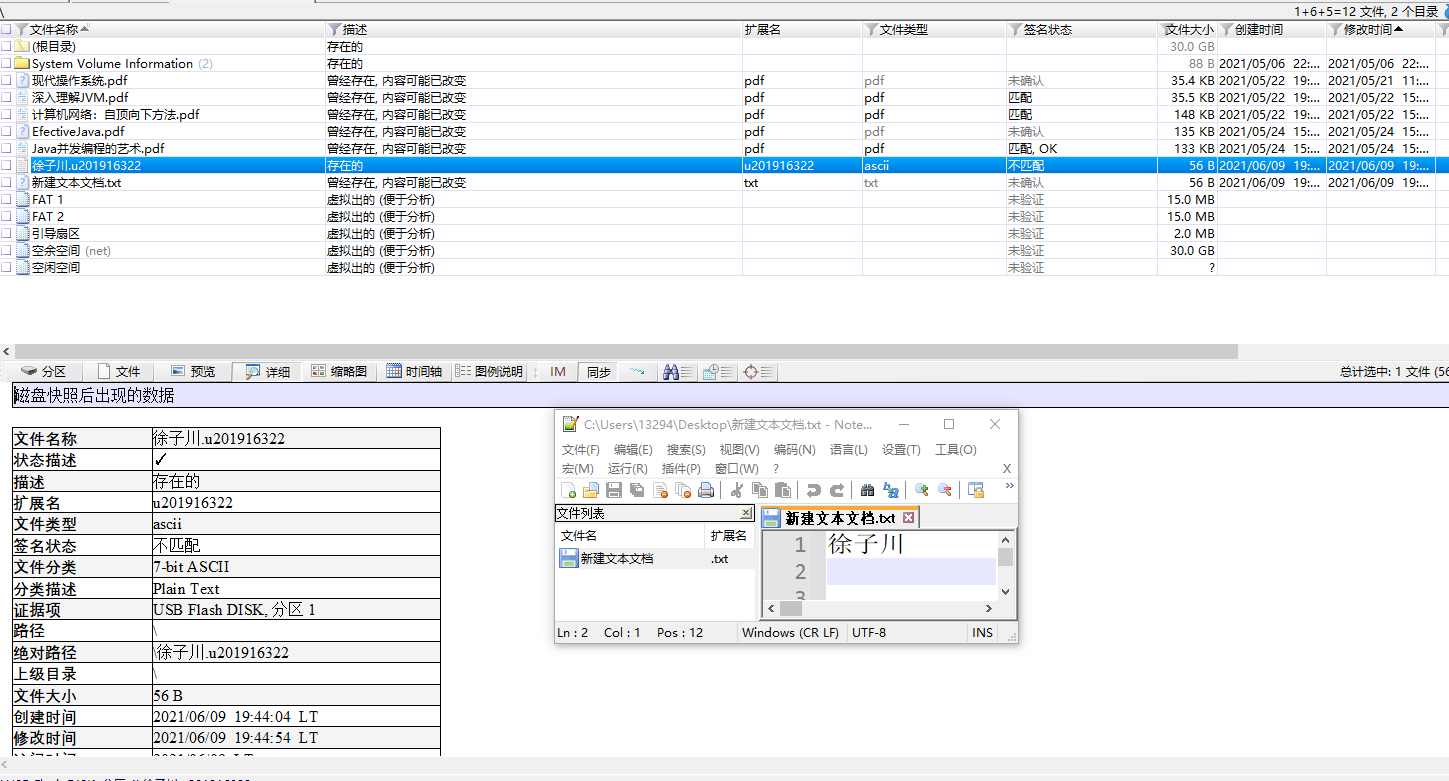 \ 1+6+5=12 文件, 2 个目录
文件名称 描述 扩展名 文件类型 签名状态 文件大小 创建时间 修改时间
(根目录) 存在的 30.0 GB
System Volume Information (2) 存在的 88 B 2021/05/06 22:... 2021/05/06 22:...
现代操作系统.pdf 曾经存在, 内容可能已改变 pdf pdf 未确认 35.4 KB 2021/05/22 19:... 2021/05/21 11:...
深入理解JVM.pdf 曾经存在, 内容可能已改变 pdf pdf 匹配 35.5 KB 2021/05/22 19:... 2021/05/22 15:...
计算机网络：自顶向下方法.pdf 曾经存在, 内容可能已改变 pdf pdf 匹配 148 KB 2021/05/22 19:... 2021/05/22 15:...
EfectiveJava.pdf 曾经存在, 内容可能已改变 pdf pdf 未确认 135 KB 2021/05/24 15:... 2021/05/24 15:...
Java并发编程的艺术.pdf 曾经存在, 内容可能已改变 pdf pdf 匹配, OK 133 KB 2021/05/24 15:... 2021/05/24 15:...
徐子川.u201916322 存在的 u201916322 ascii 不匹配 56 B 2021/06/09 19:... 2021/06/09 19:...
新建文本文档.txt 曾经存在, 内容可能已改变 txt txt 未确认 56 B 2021/06/09 19:... 2021/06/09 19:...
FAT 1 虚拟出的 (便于分析) 未验证 15.0 MB
FAT 2 虚拟出的 (便于分析) 未验证 15.0 MB
引导扇区 虚拟出的 (便于分析) 未验证 2.0 MB
空余空间 (net) 虚拟出的 (便于分析) 未验证 30.0 GB
空闲空间 虚拟出的 (便于分析) 未验证 ?
分区 文件 预览 详细 缩略图 时间轴 图例说明 IM 同步 总计选中: 1 文件 (56
磁盘快照后出现的数据
文件名称 徐子川.u201916322
状态描述 ✓
描述 存在的
扩展名 u201916322
文件类型 ascii
签名状态 不匹配
文件分类 7-bit ASCII
分类描述 Plain Text
证据项 USB Flash DISK, 分区 1
路径 \
绝对路径 \徐子川.u201916322
上级目录 \
文件大小 56 B
创建时间 2021/06/09 19:44:04 LT
修改时间 2021/06/09 19:44:54 LT
C:\Users\13294\Desktop\新建文本文档.txt - Note...
文件(F) 编辑(E) 搜索(S) 视图(V) 编码(N) 语言(L) 设置(T) 工具(O)
宏(M) 运行(R) 插件(P) 窗口(W) ? X
文件列表 新建文本文档.txt
文件名 扩展名
新建文本文档 .txt
1 徐子川
2
3
Ln : 2 Col : 1 Pos : 12 Windows (CR LF) UTF-8 INS